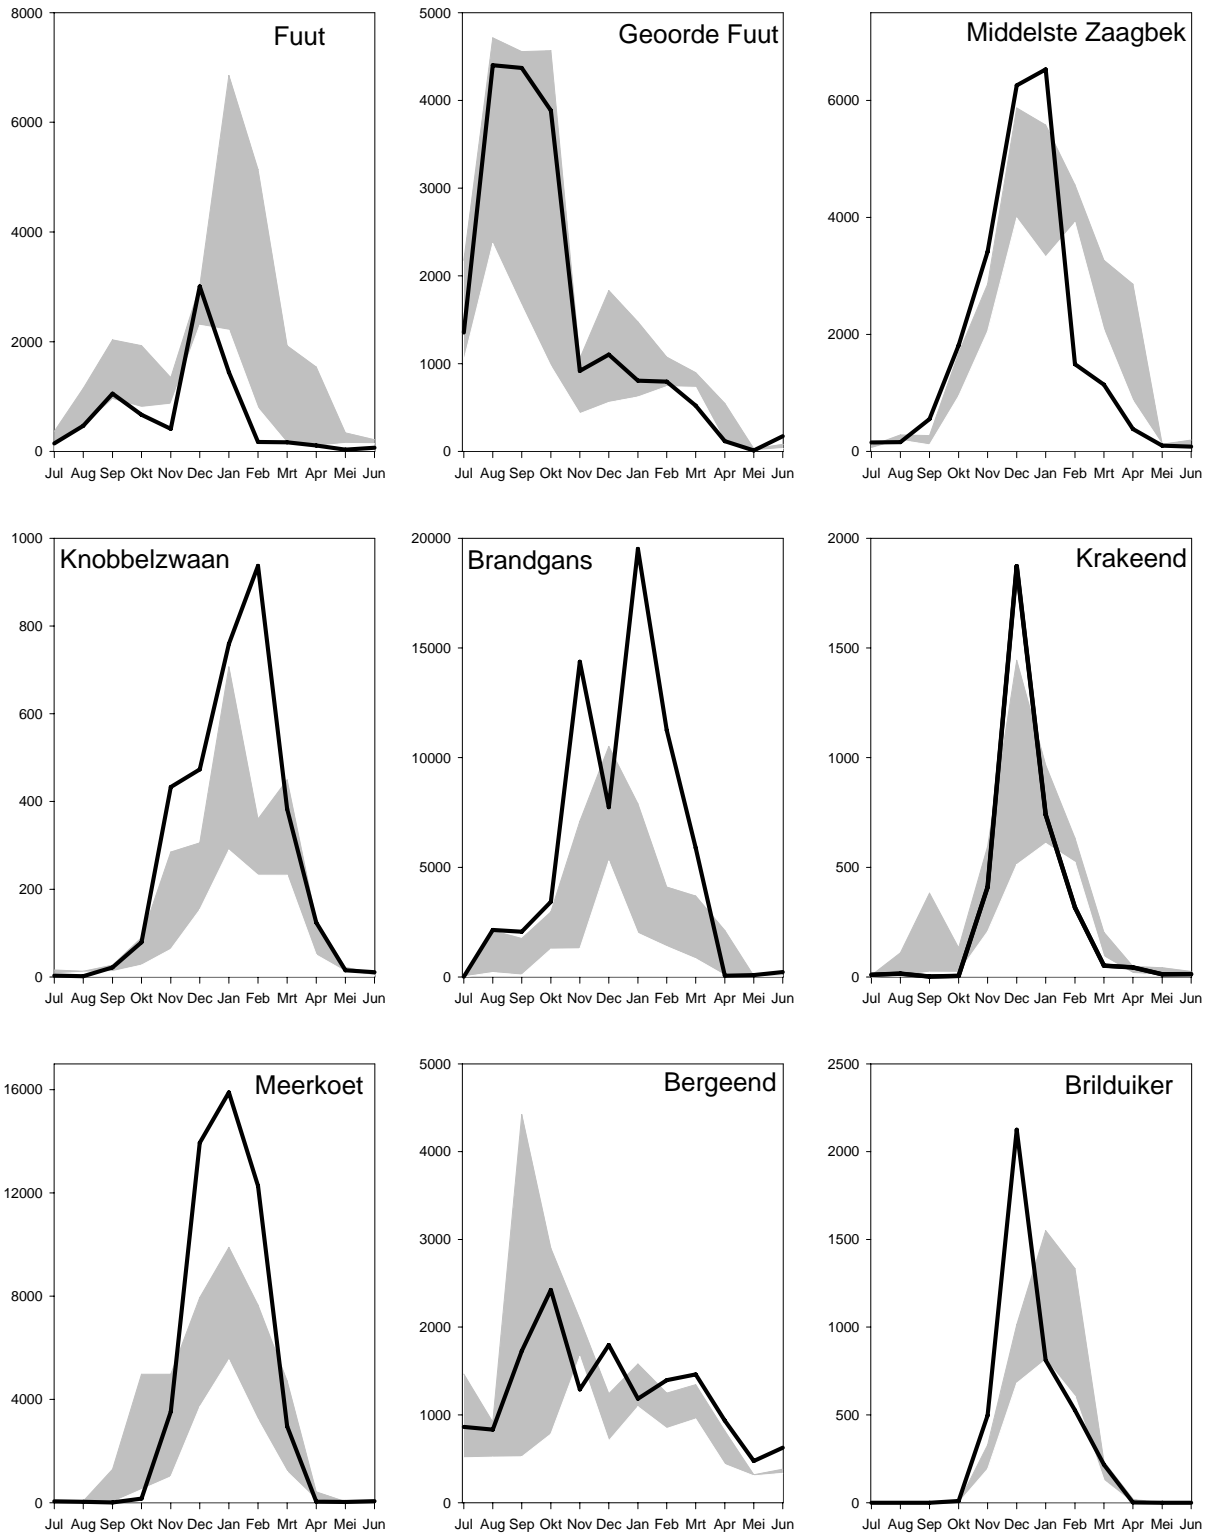 Fuut
8000
6000
4000
2000
0
Jul Aug Sep Okt Nov Dec Jan Feb Mrt Apr Mei Jun
Geoorde Fuut
5000
4000
3000
2000
1000
0
Jul Aug Sep Okt Nov Dec Jan Feb Mrt Apr Mei Jun
Middelste Zaagbek
6000
4000
2000
0
Jul Aug Sep Okt Nov Dec Jan Feb Mrt Apr Mei Jun
Knobbelzwaan
1000
800
600
400
200
0
Jul Aug Sep Okt Nov Dec Jan Feb Mrt Apr Mei Jun
Brandgans
20000
15000
10000
5000
0
Jul Aug Sep Okt Nov Dec Jan Feb Mrt Apr Mei Jun
Krakeend
2000
1500
1000
500
0
Jul Aug Sep Okt Nov Dec Jan Feb Mrt Apr Mei Jun
Meerkoet
16000
12000
8000
4000
0
Jul Aug Sep Okt Nov Dec Jan Feb Mrt Apr Mei Jun
Bergeend
5000
4000
3000
2000
1000
0
Jul Aug Sep Okt Nov Dec Jan Feb Mrt Apr Mei Jun
Brilduiker
2500
2000
1500
1000
500
0
Jul Aug Sep Okt Nov Dec Jan Feb Mrt Apr Mei Jun